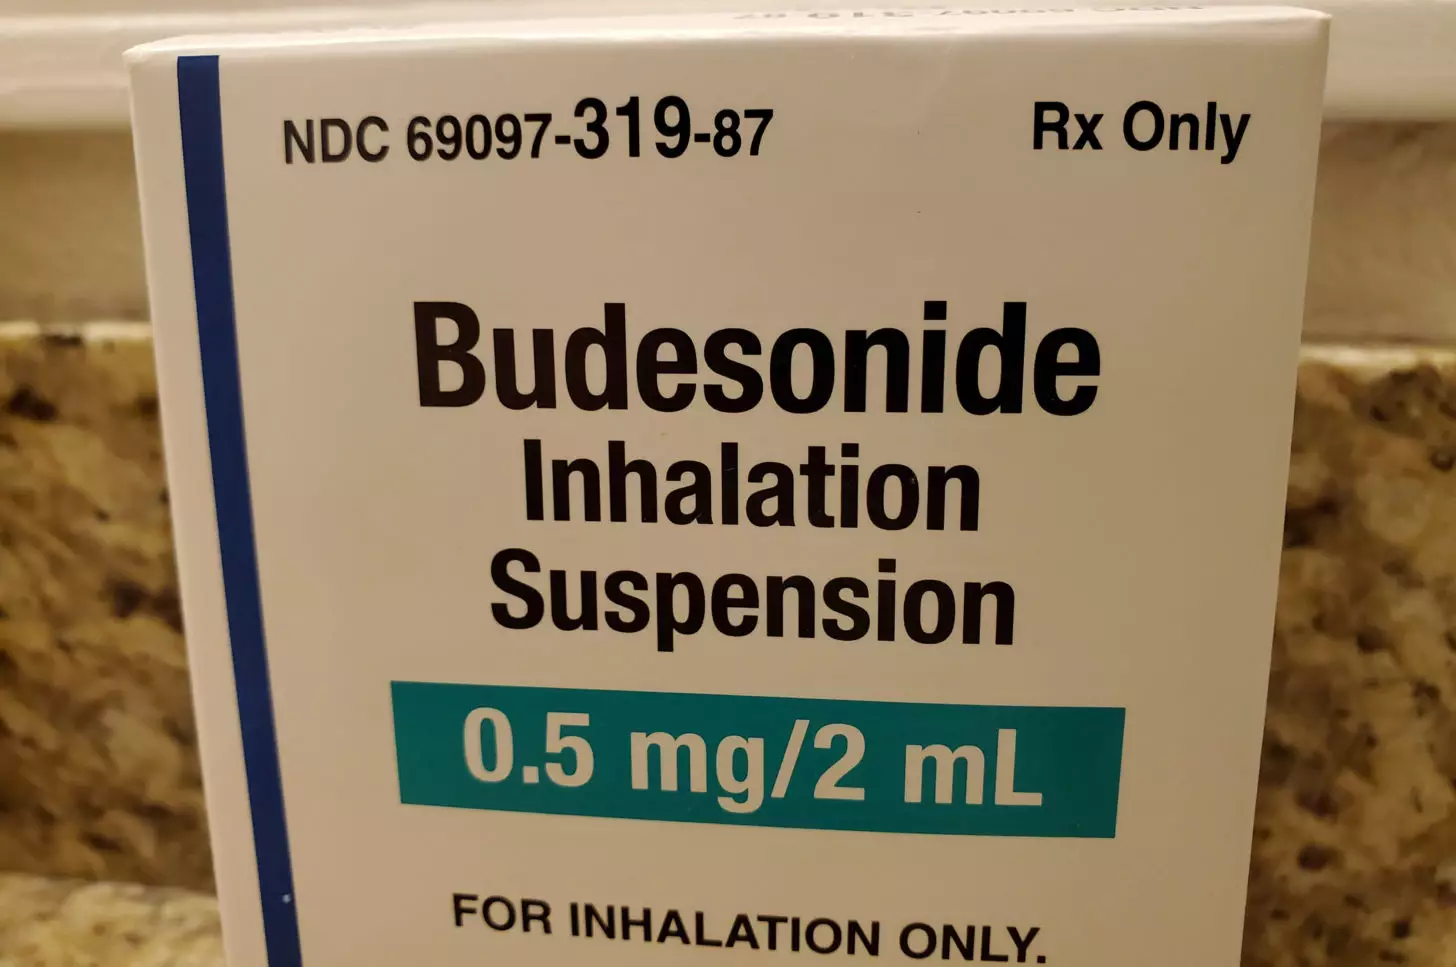 NDC 69097-319-87
Rx Only
Budesonide
Inhalation
Suspension
0.5 mg/2 mL
FOR INHALATION ONLY.